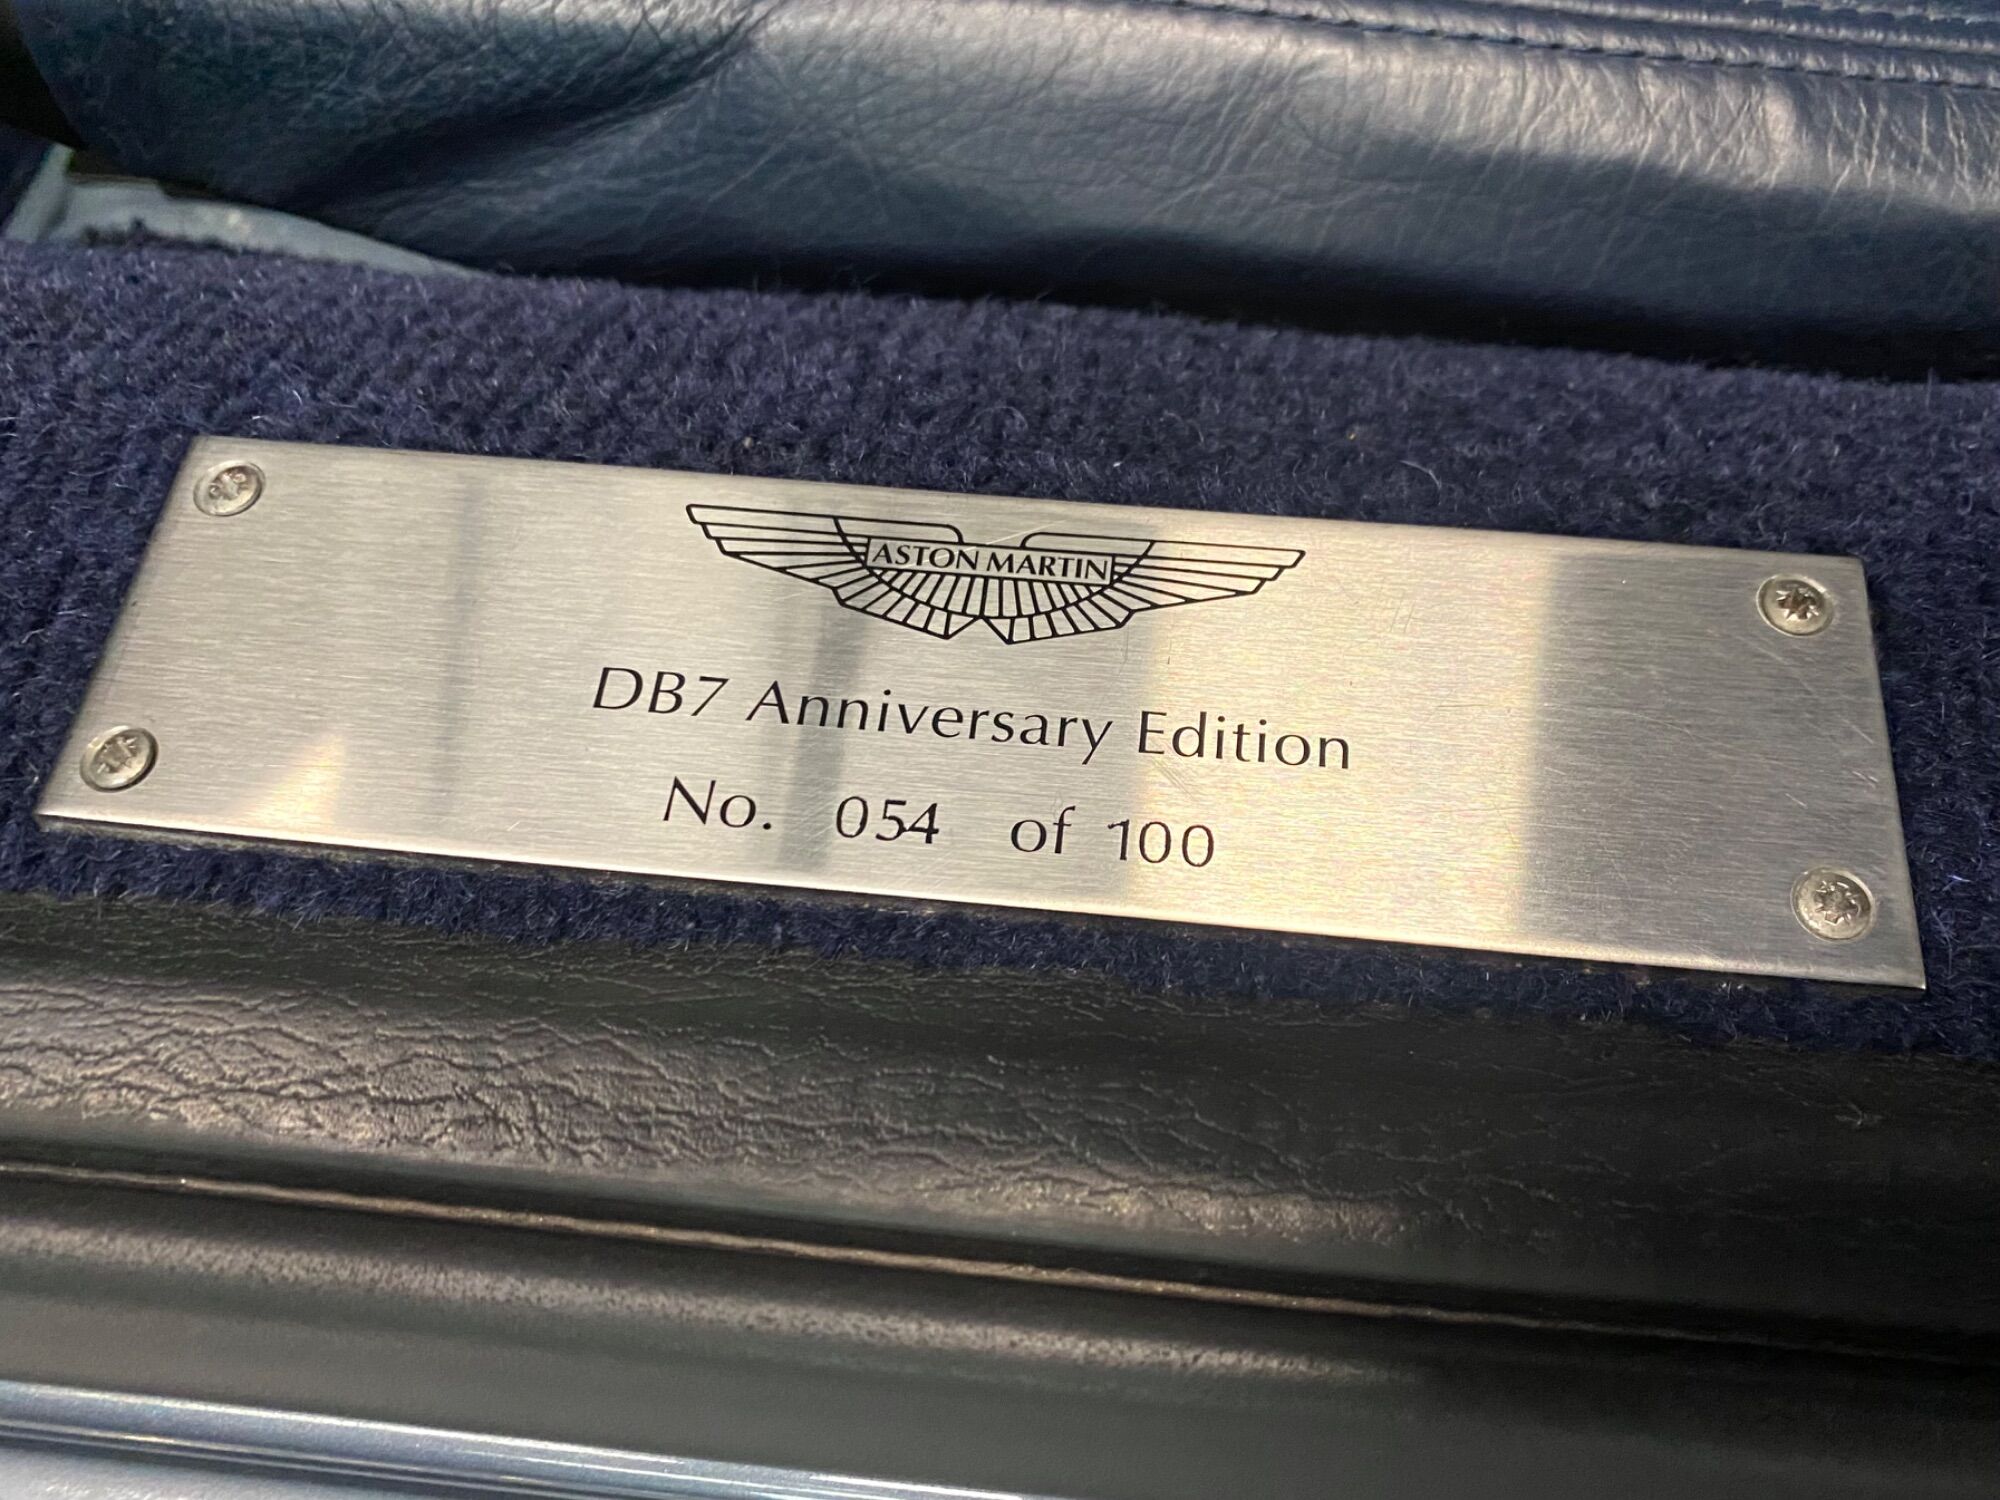 ASTON MARTIN
DB7 Anniversary Edition
No. 054 of 100